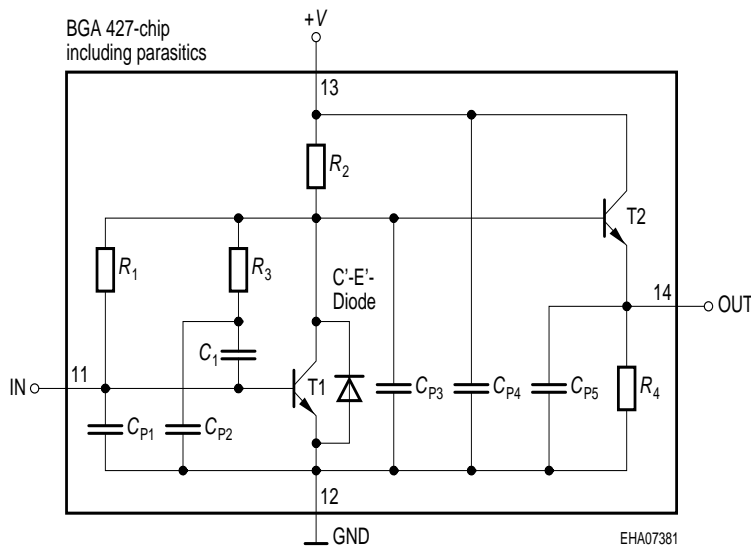 BGA 427-chip
including parasitics
+V
13
R2
T2
R1
R3
C'-E'-
Diode
14
OUT
C1
11
IN
T1
CP1
CP2
CP3
CP4
CP5
R4
12
GND
EHA07381